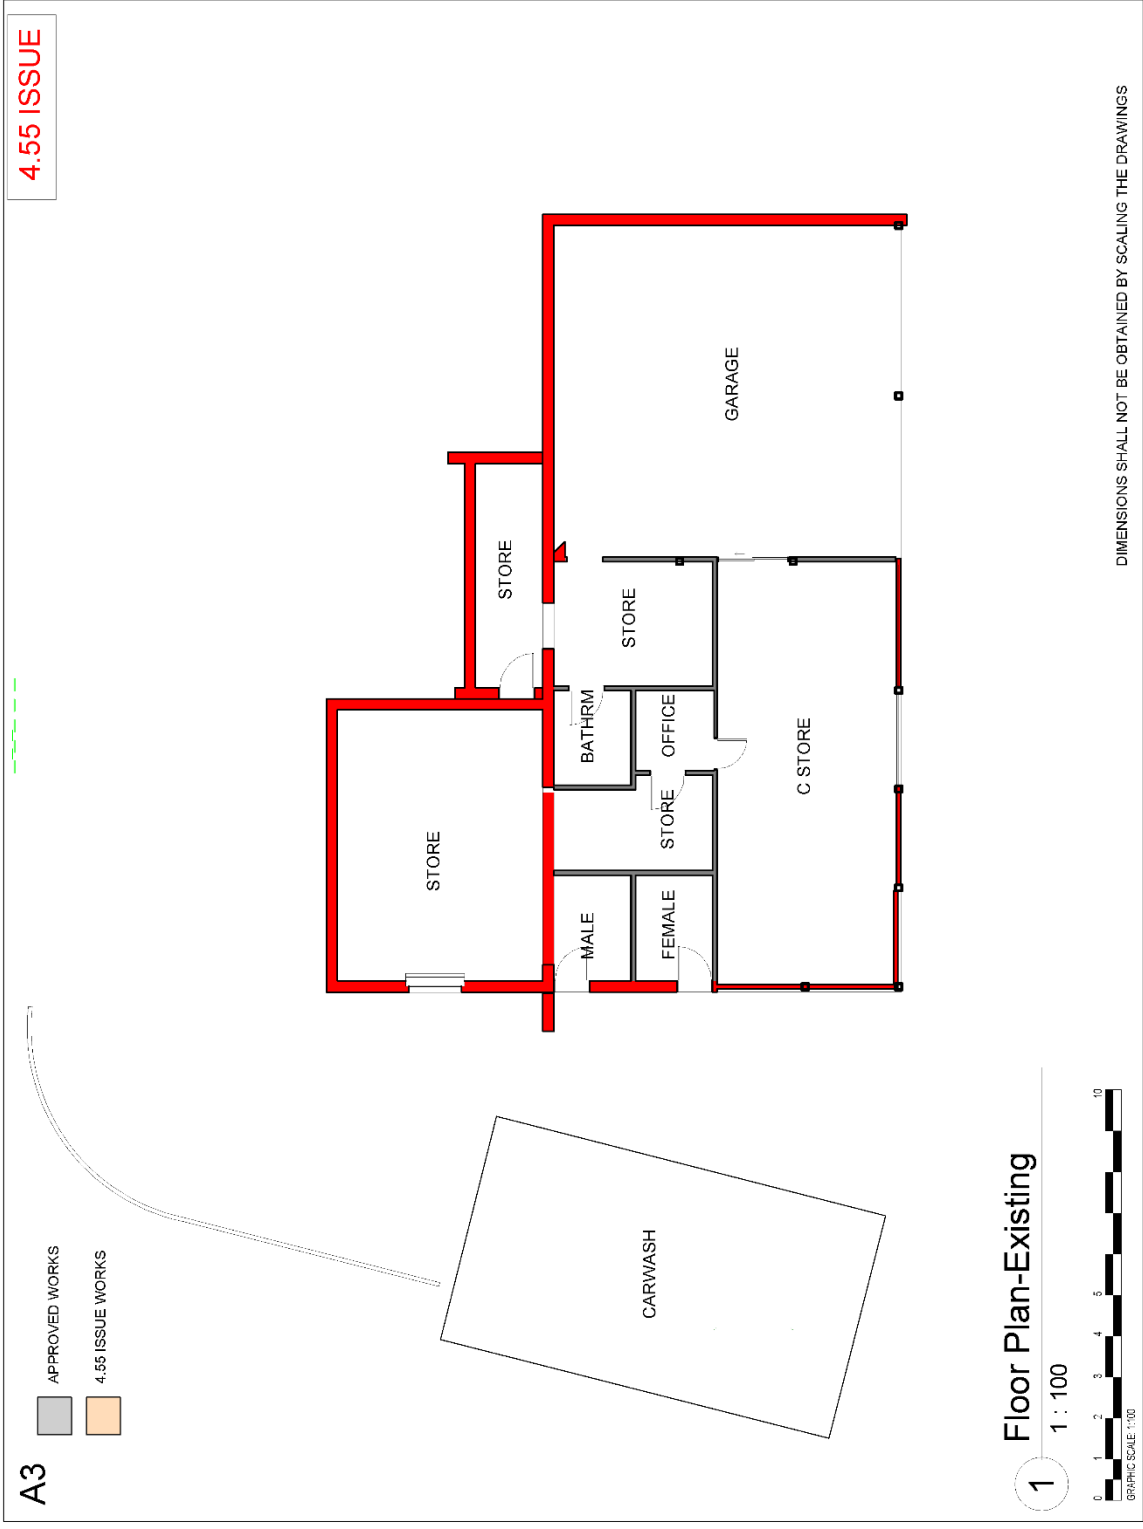 A3
APPROVED WORKS
4.55 ISSUE WORKS
4.55 ISSUE
STORE
STORE
MALE
BATHRM
STORE
FEMALE
STORE
OFFICE
GARAGE
C STORE
CARWASH
1
Floor Plan-Existing
1 : 100
0 1 2 3 4 5 10
GRAPHIC SCALE: 1:100
DIMENSIONS SHALL NOT BE OBTAINED BY SCALING THE DRAWINGS